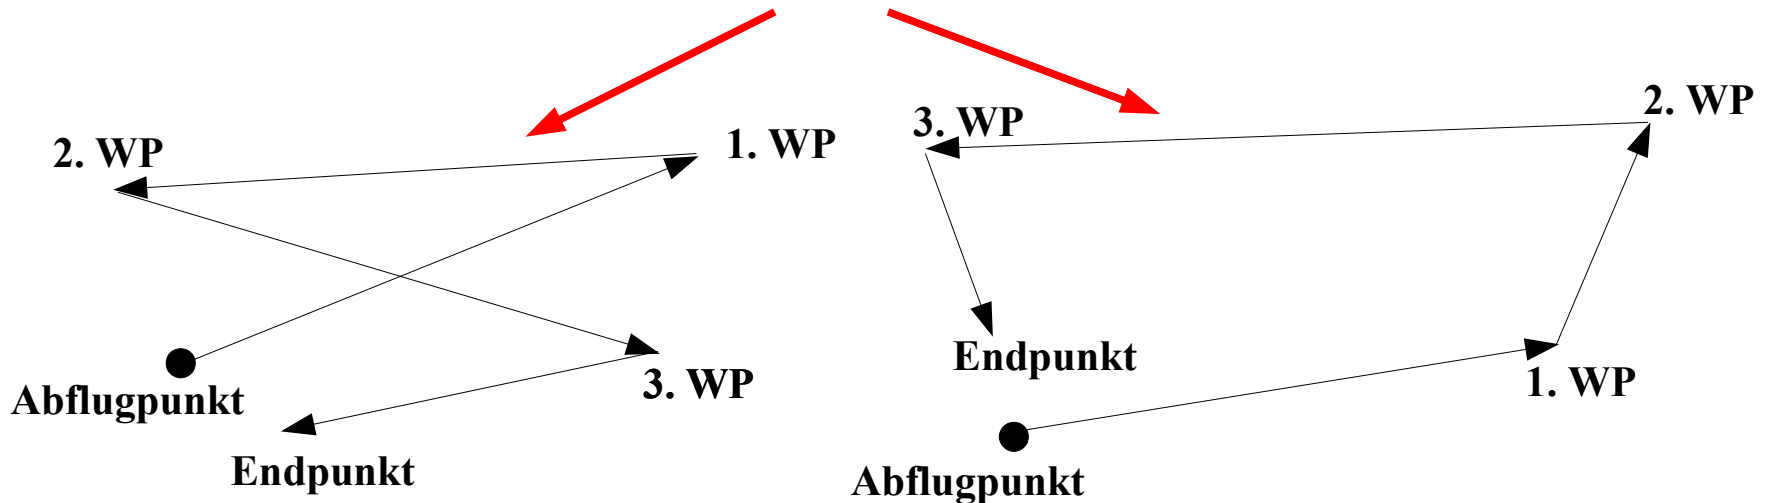 2. WP
1. WP
Abflugpunkt
3. WP
Endpunkt
3. WP
2. WP
Endpunkt
1. WP
Abflugpunkt